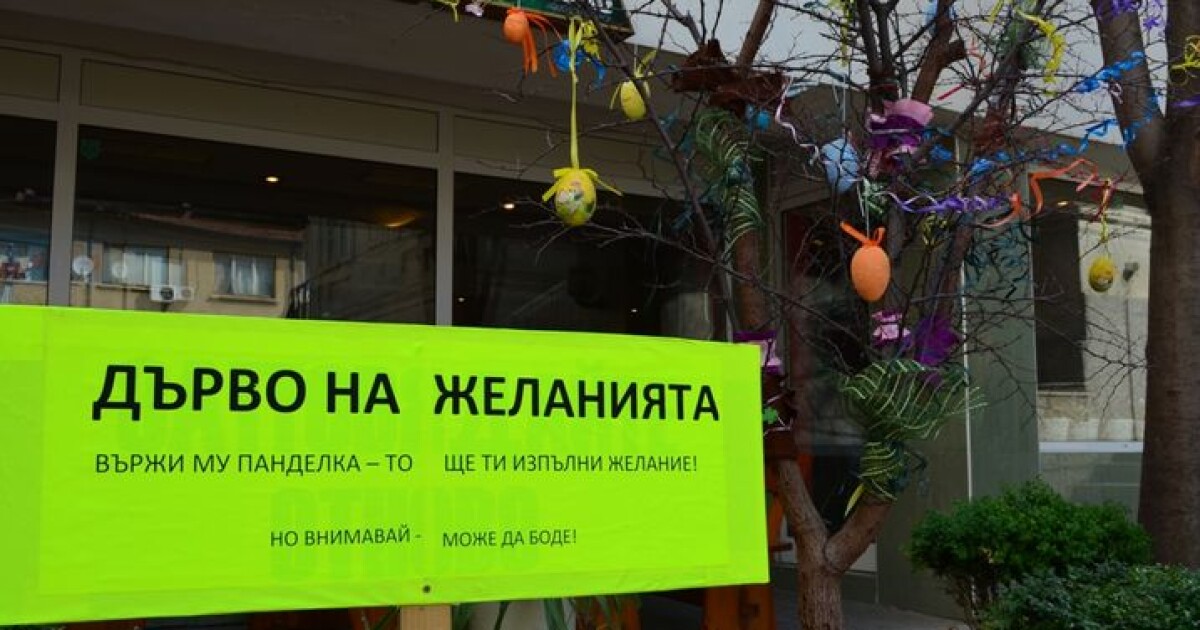 ДЪРВО НА ЖЕЛАНИЯТА
ВЪРЖИ МУ ПАНДЕЛКА – ТО ЩЕ ТИ ИЗПЪЛНИ ЖЕЛАНИЕ!
НО ВНИМАВАЙ - МОЖЕ ДА БОДЕ!